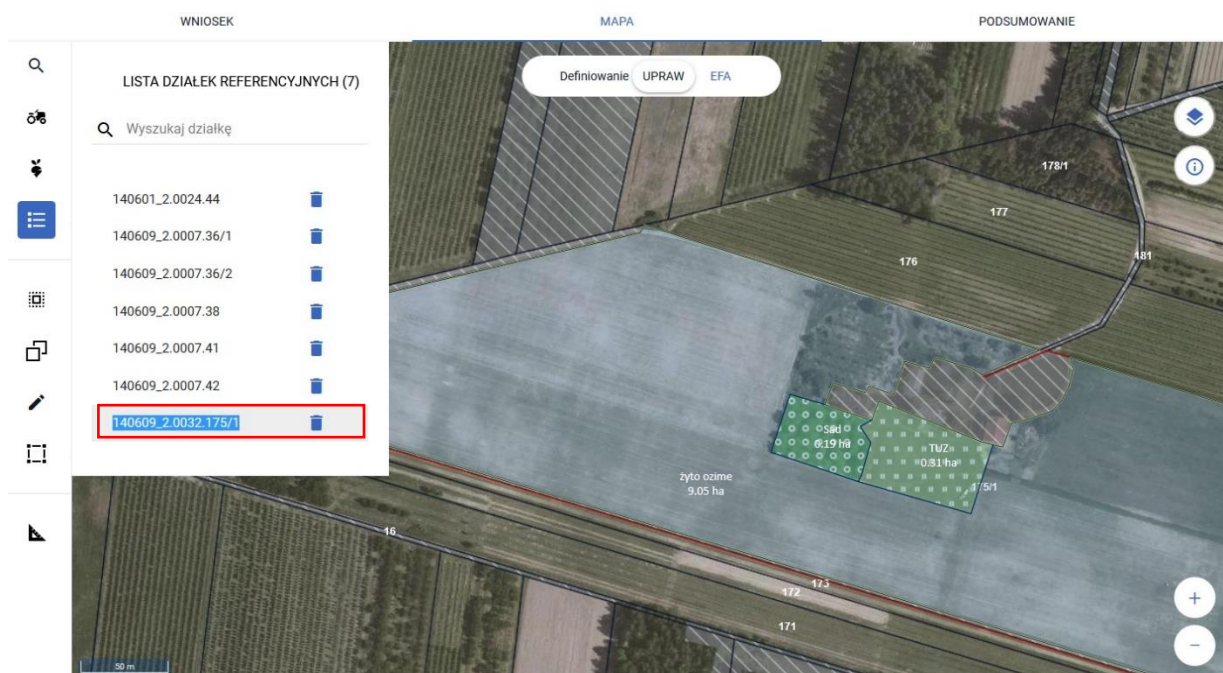 WNIOSEK
MAPA
PODSUMOWANIE
LISTA DZIAŁEK REFERENCYJNYCH (7)
Wyszukaj działkę
140601_2.0024.44
140609_2.0007.36/1
140609_2.0007.36/2
140609_2.0007.38
140609_2.0007.41
140609_2.0007.42
140609_2.0032.175/1
Definiowanie UPRAW EFA
178/1
177
176
181
Sad
0.19 ha
TUZ
0.31 ha
175/1
żyto ozime
9.05 ha
16
173
172
171
50 m